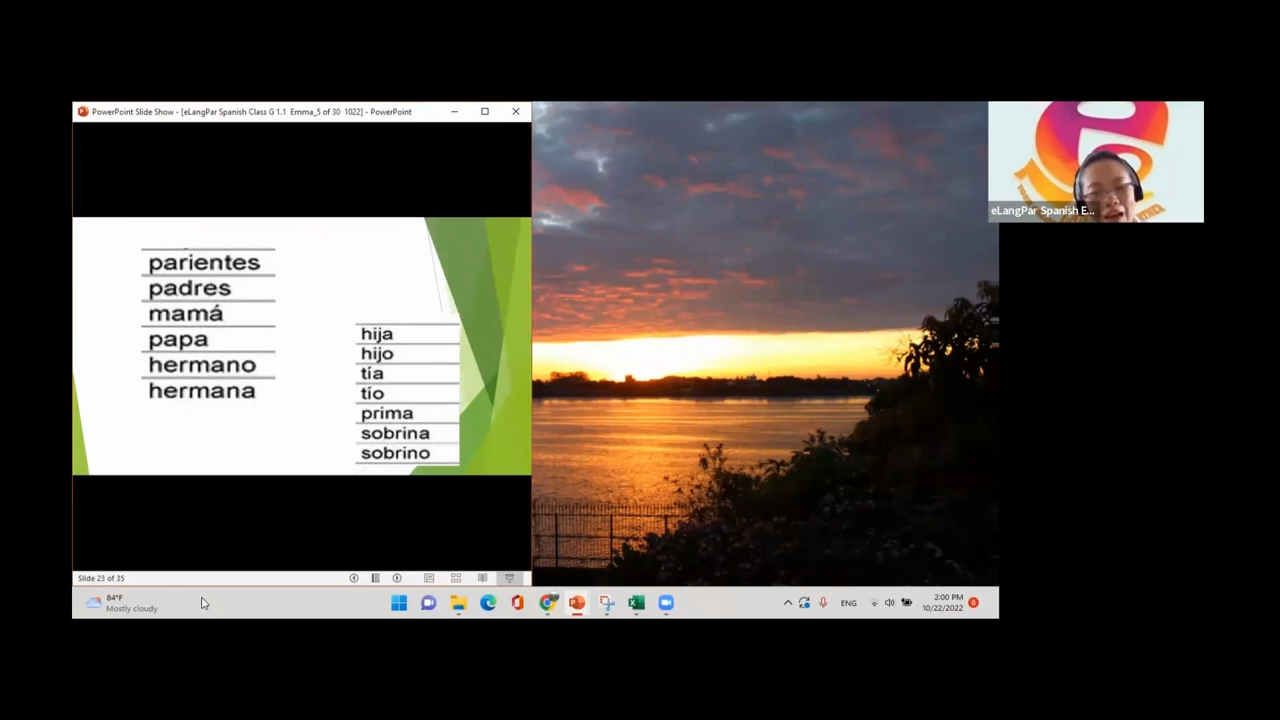 PowerPoint Slide Show - [eLangPar Spanish Class G 1.1 Emma_5 of 30 1022] - PowerPoint
parientes
padres
mamá
papa
hermano
hermana
hija
hijo
tía
tío
prima
sobrina
sobrino
eLangPar Spanish E...
Slide 23 of 35
84°F
Mostly cloudy
ENG
2:00 PM
10/22/2022
8